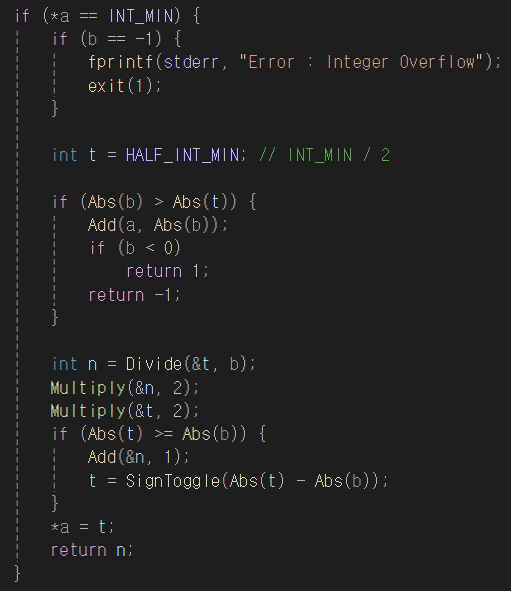 if (*a == INT_MIN) {
if (b == -1) {
fprintf(stderr, "Error : Integer Overflow");
exit(1);
}
int t = HALF_INT_MIN; // INT_MIN / 2
if (Abs(b) > Abs(t)) {
Add(a, Abs(b));
if (b < 0)
return 1;
return -1;
}
int n = Divide(&t, b);
Multiply(&n, 2);
Multiply(&t, 2);
if (Abs(t) >= Abs(b)) {
Add(&n, 1);
t = SignToggle(Abs(t) - Abs(b));
}
*a = t;
return n;
}